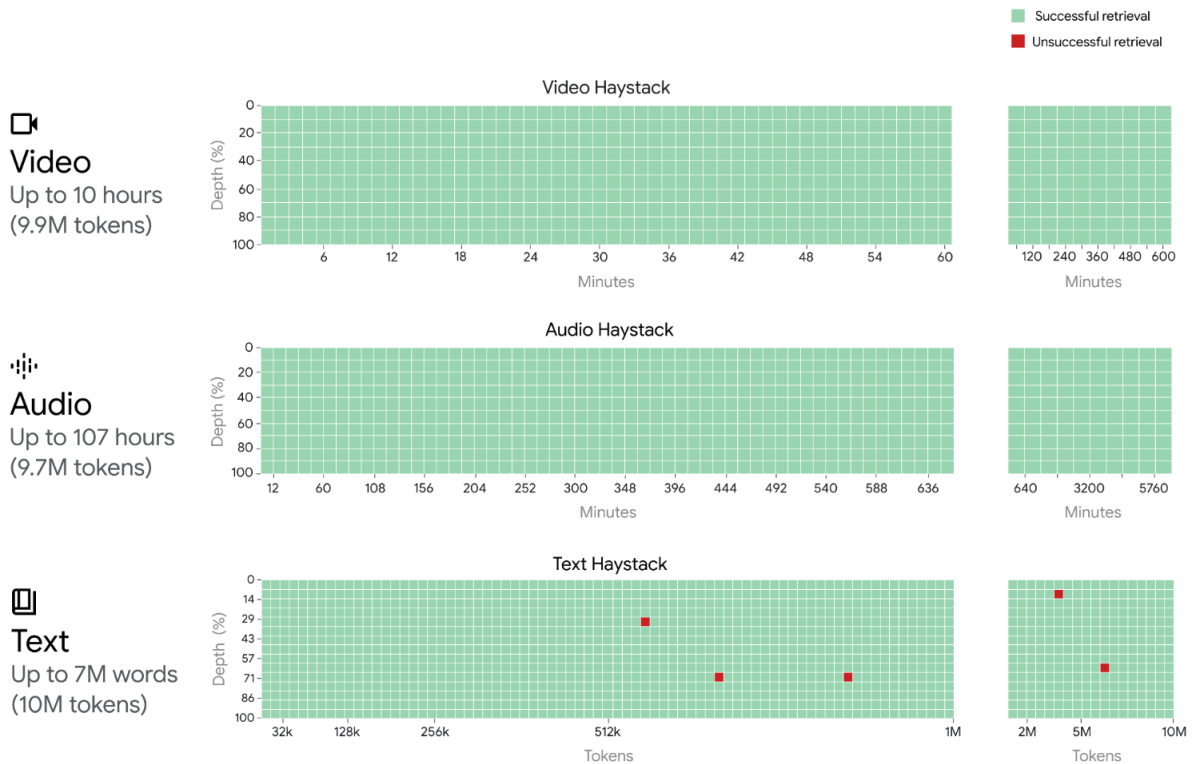 Successful retrieval
Unsuccessful retrieval
Video
Up to 10 hours
(9.9M tokens)
Video Haystack
Depth (%)
0
20
40
60
80
100
6 12 18 24 30 36 42 48 54 60
Minutes
120 240 360 480 600
Minutes
Audio
Up to 107 hours
(9.7M tokens)
Audio Haystack
Depth (%)
0
20
40
60
80
100
12 60 108 156 204 252 300 348 396 444 492 540 588 636
Minutes
640 3200 5760
Minutes
Text
Up to 7M words
(10M tokens)
Text Haystack
Depth (%)
0
14
29
43
57
71
86
100
32k 128k 256k 512k 1M
Tokens
2M 5M 10M
Tokens